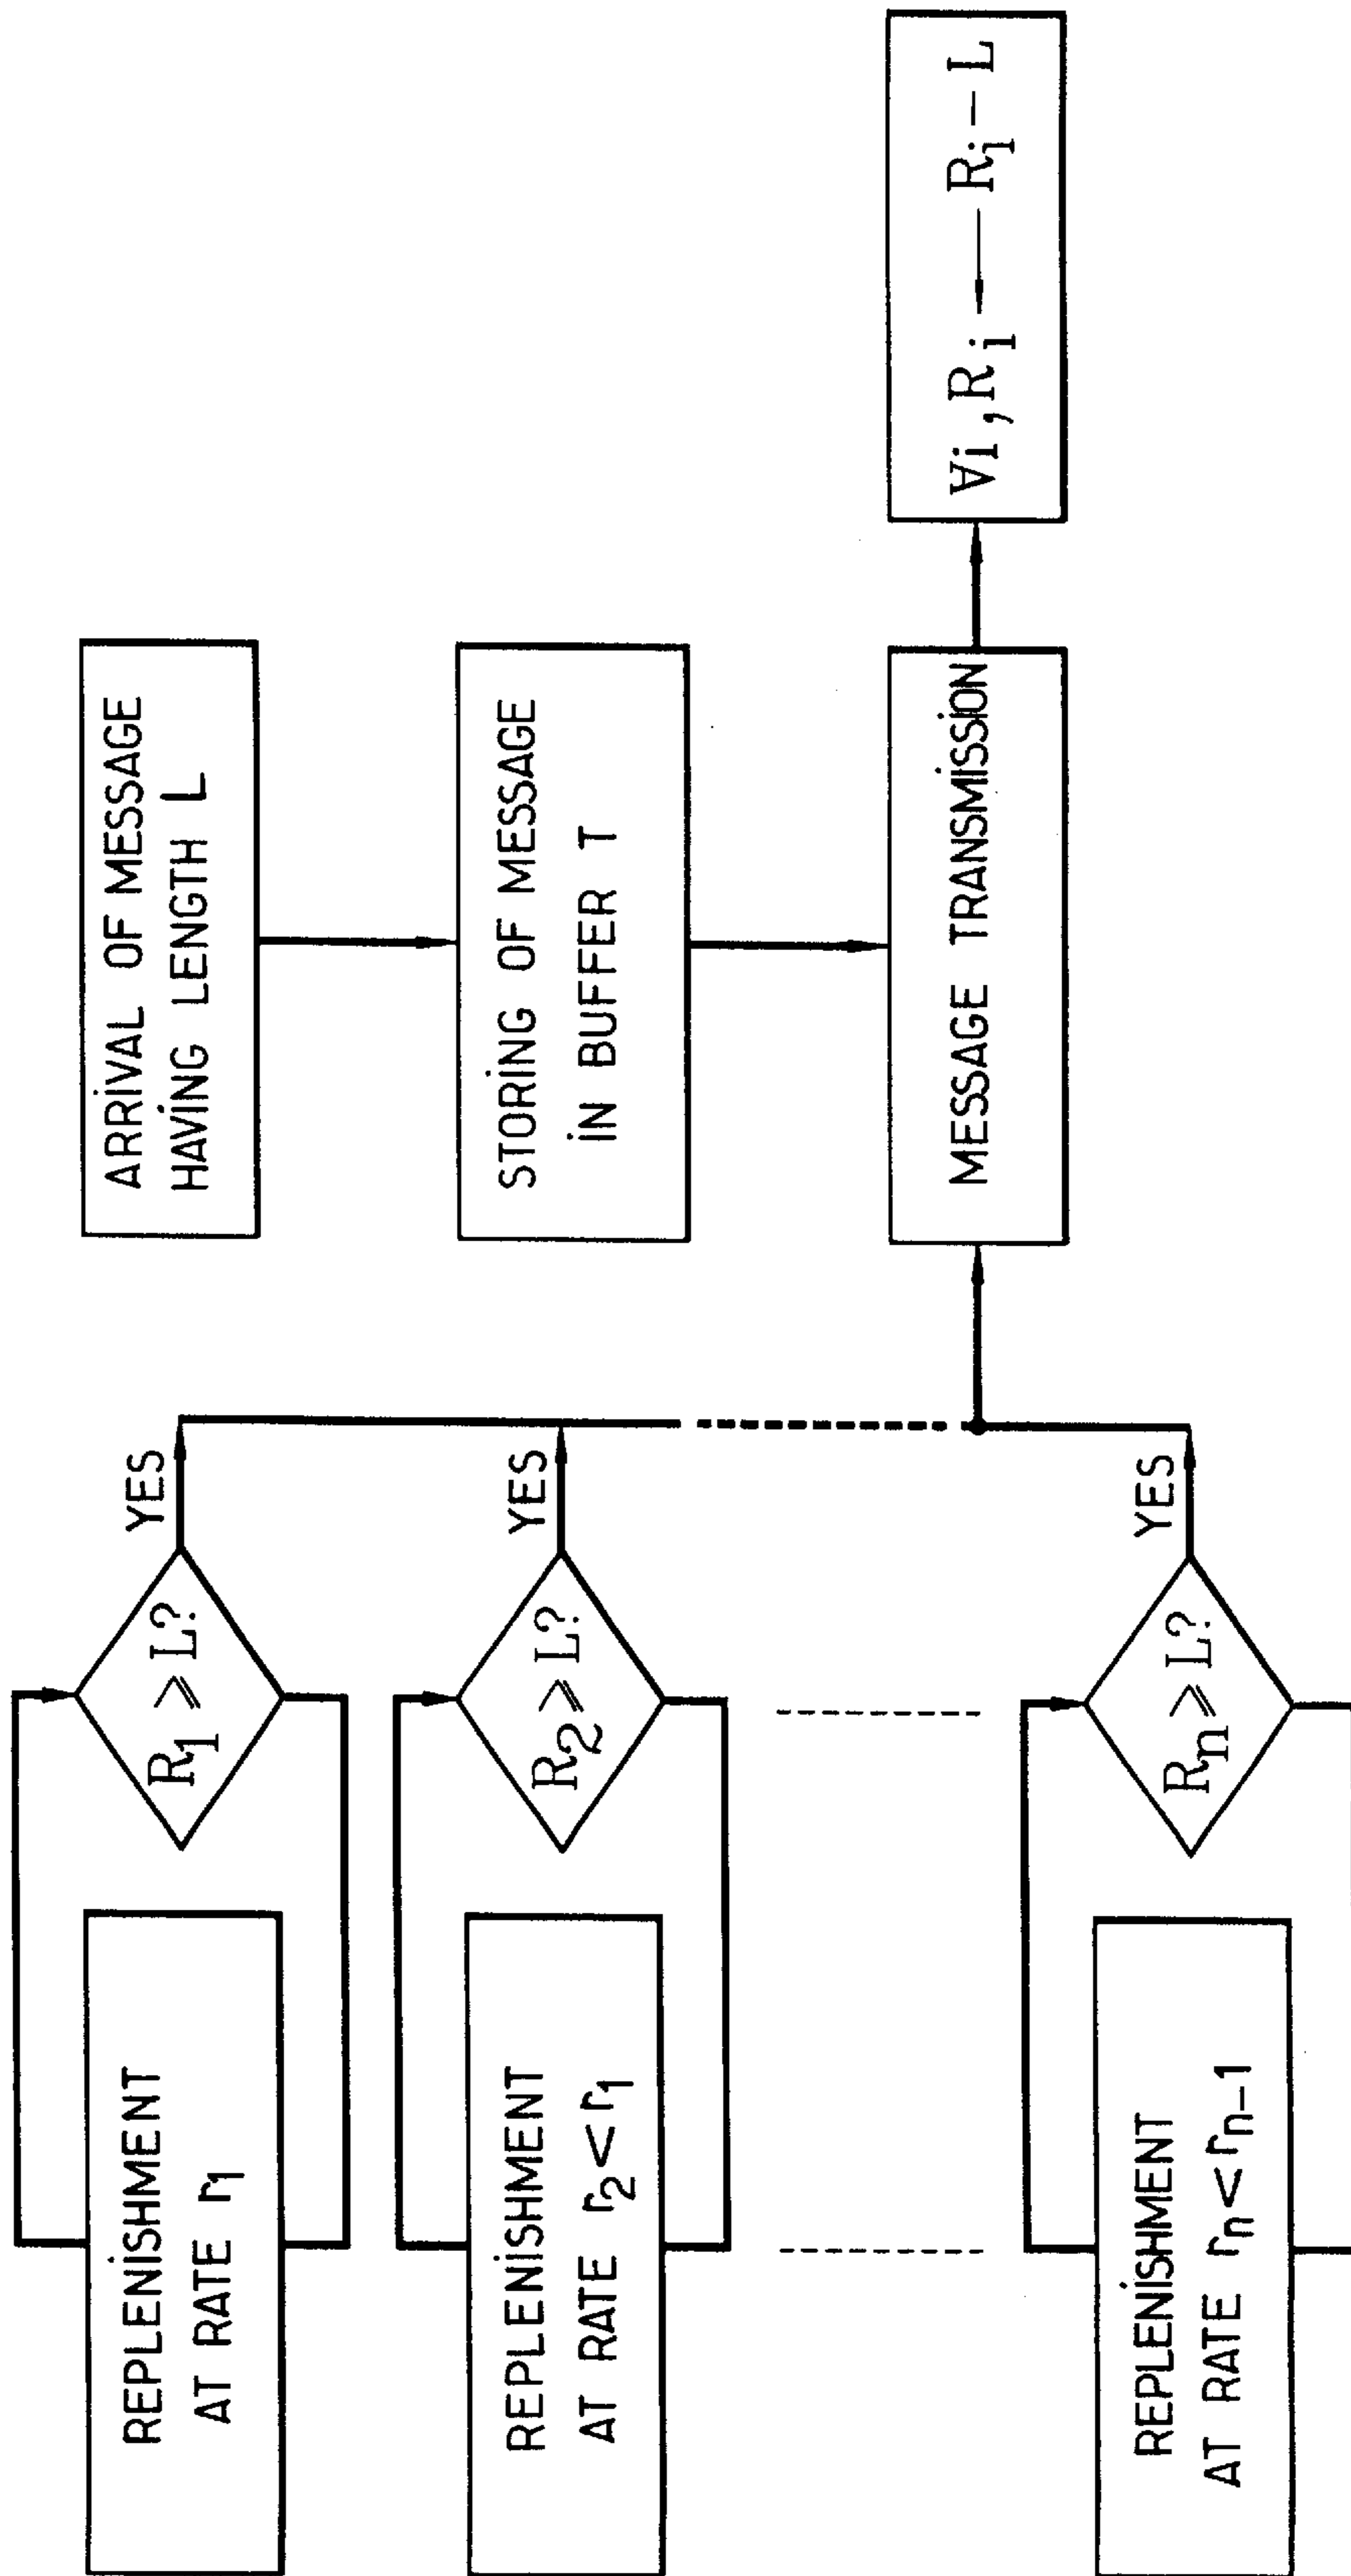 REPLENISHMENT
AT RATE r₁
R₁ ⩾ L?
YES
REPLENISHMENT
AT RATE r₂ < r₁
R₂ ⩾ L?
YES
REPLENISHMENT
AT RATE rₙ < rₙ₋₁
Rₙ ⩾ L?
YES
ARRIVAL OF MESSAGE
HAVING LENGTH L
STORING OF MESSAGE
IN BUFFER T
MESSAGE TRANSMISSION
∀i, Rᵢ ← Rᵢ − L